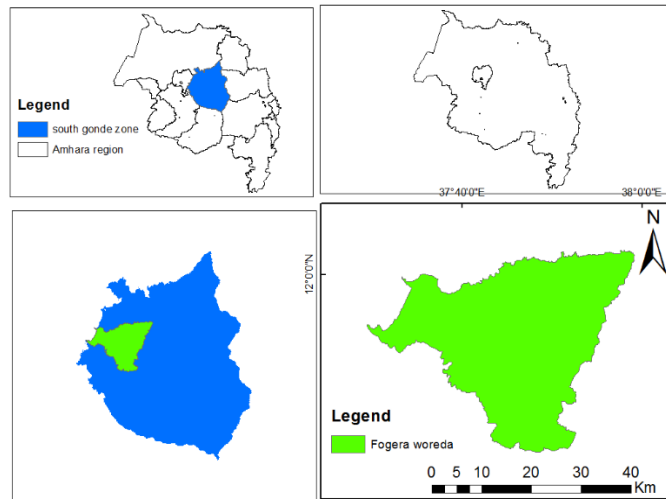 Legend
south gonde zone
Amhara region
37°40'0"E
38°0'0"E
N
12°0'0"N
Legend
Fogera woreda
0 5 10 20 30 40
Km